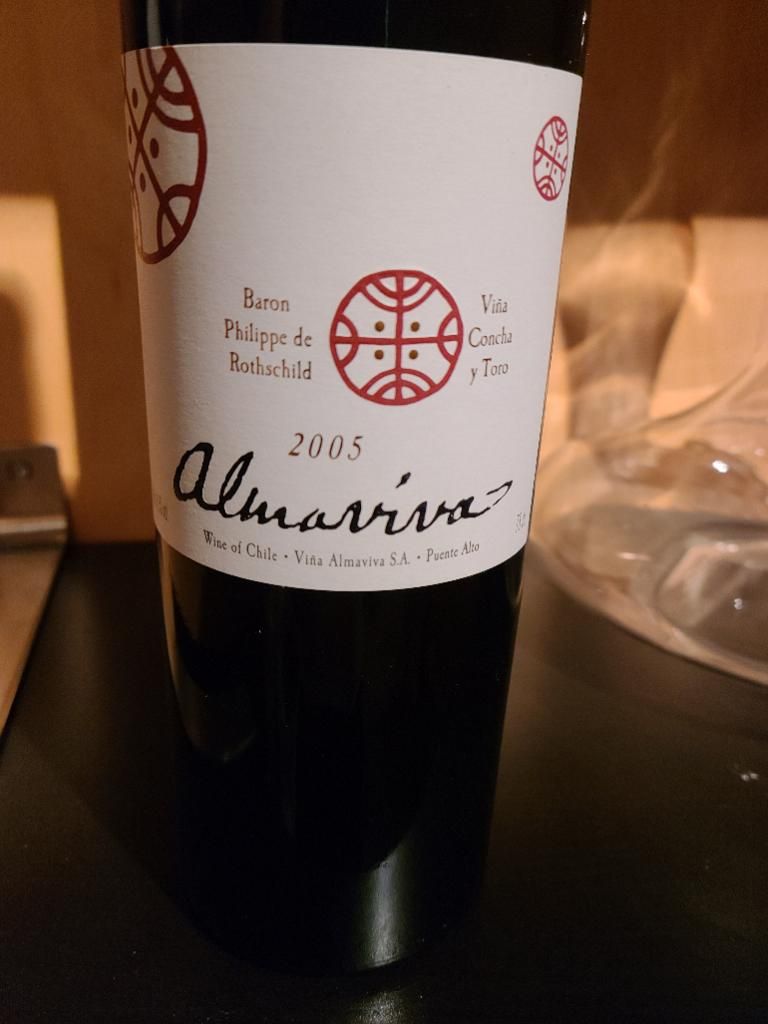 Baron
Philippe de
Rothschild
Viña
Concha
y Toro
2005
Almaviva
Wine of Chile • Viña Almaviva S.A. • Puente Alto